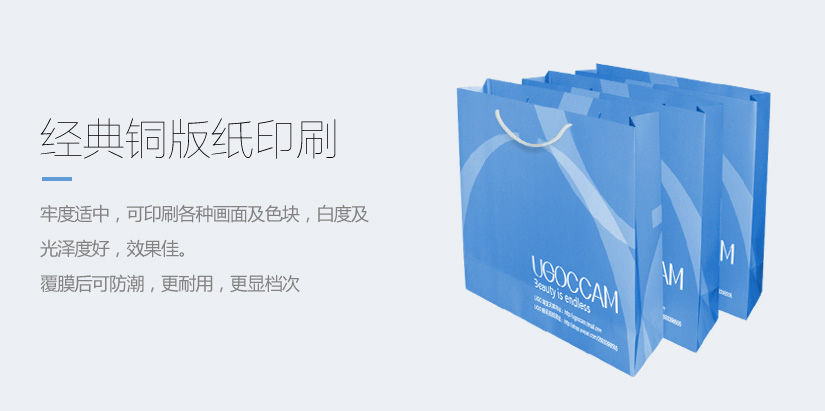 经典铜版纸印刷
牢度适中，可印刷各种画面及色块，白度及
光泽度好，效果佳。
覆膜后可防潮，更耐用，更显档次
UGOCCAM
Beauty is endless
CAM
AM